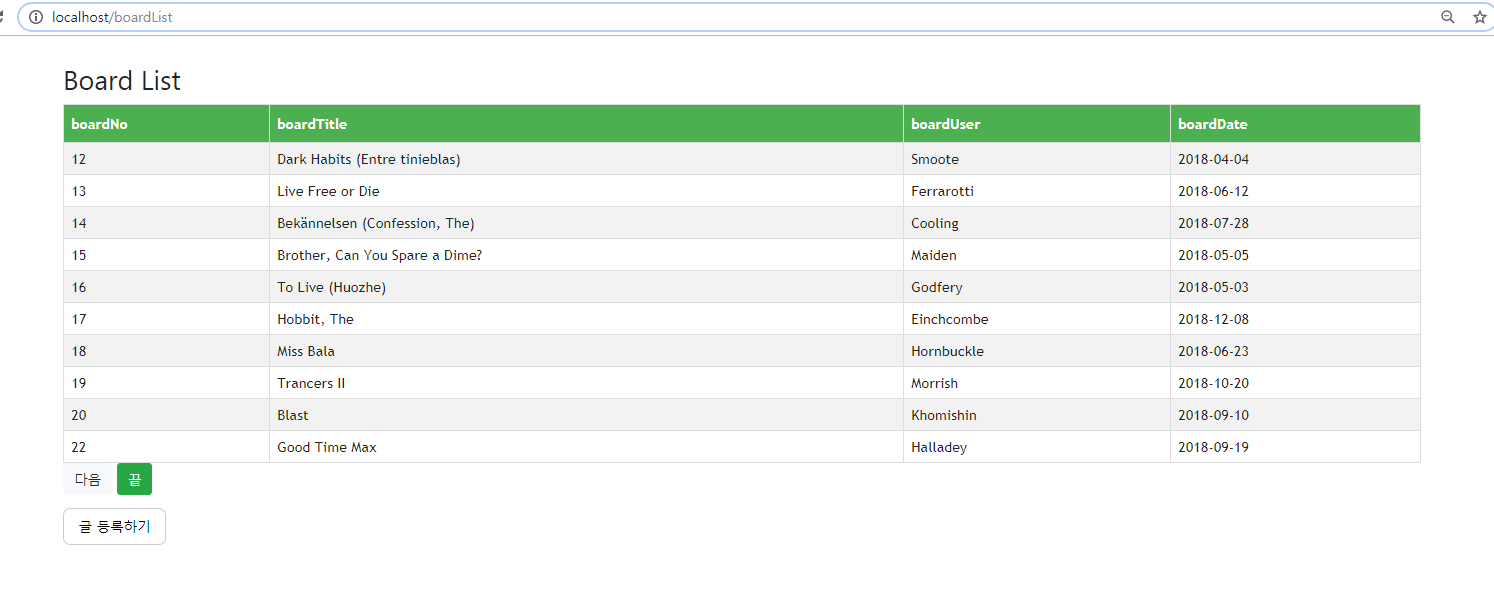 localhost/boardList
Board List
boardNo boardTitle boardUser boardDate
12 Dark Habits (Entre tinieblas) Smoote 2018-04-04
13 Live Free or Die Ferrarotti 2018-06-12
14 Bekännelsen (Confession, The) Cooling 2018-07-28
15 Brother, Can You Spare a Dime? Maiden 2018-05-05
16 To Live (Huozhe) Godfery 2018-05-03
17 Hobbit, The Einchcombe 2018-12-08
18 Miss Bala Hornbuckle 2018-06-23
19 Trancers II Morrish 2018-10-20
20 Blast Khomishin 2018-09-10
22 Good Time Max Halladey 2018-09-19
다음 끝
글 등록하기